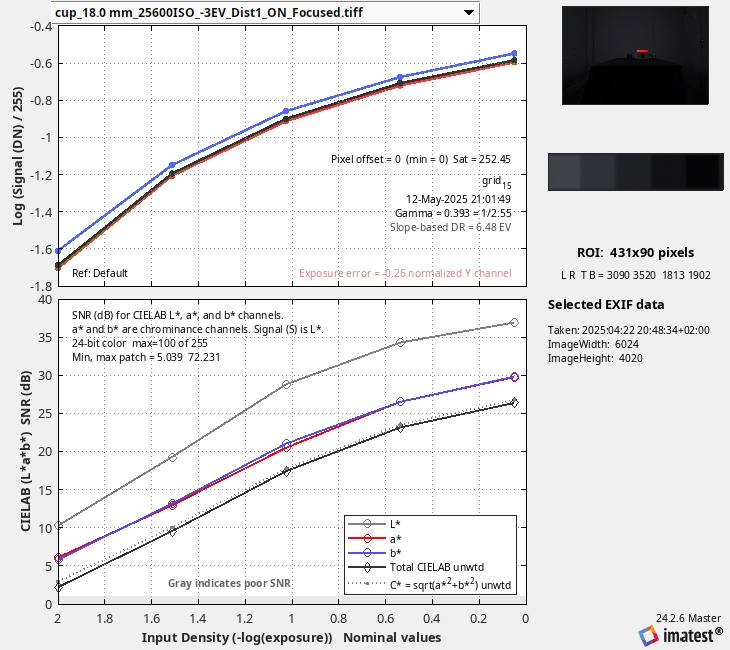 cup_18.0 mm_25600ISO_-3EV_Dist1_ON_Focused.tiff
-0.4
-0.6
-0.8
-1
-1.2
-1.4
-1.6
-1.8
Log (Signal (DN) / 255)
Pixel offset = 0 (min = 0) Sat = 252.45
grid15
12-May-2025 21:01:49
Gamma = 0.393 = 1/2.55
Slope-based DR = 6.48 EV
Ref: Default
Exposure error = -0.26 normalized Y channel
ROI: 431x90 pixels
L R T B = 3090 3520 1813 1902
Selected EXIF data
Taken: 2025:04:22 20:48:34+02:00
ImageWidth: 6024
ImageHeight: 4020
40
35
30
25
20
15
10
5
0
CIELAB (L*a*b*) SNR (dB)
SNR (dB) for CIELAB L*, a*, and b* channels.
a* and b* are chrominance channels. Signal (S) is L*.
24-bit color max=100 of 255
Min, max patch = 5.039 72.231
L*
a*
b*
Total CIELAB unwtd
C* = sqrt(a*2+b*2) unwtd
Gray indicates poor SNR
2 1.8 1.6 1.4 1.2 1 0.8 0.6 0.4 0.2 0
Input Density (-log(exposure)) Nominal values
24.2.6 Master
imatest®